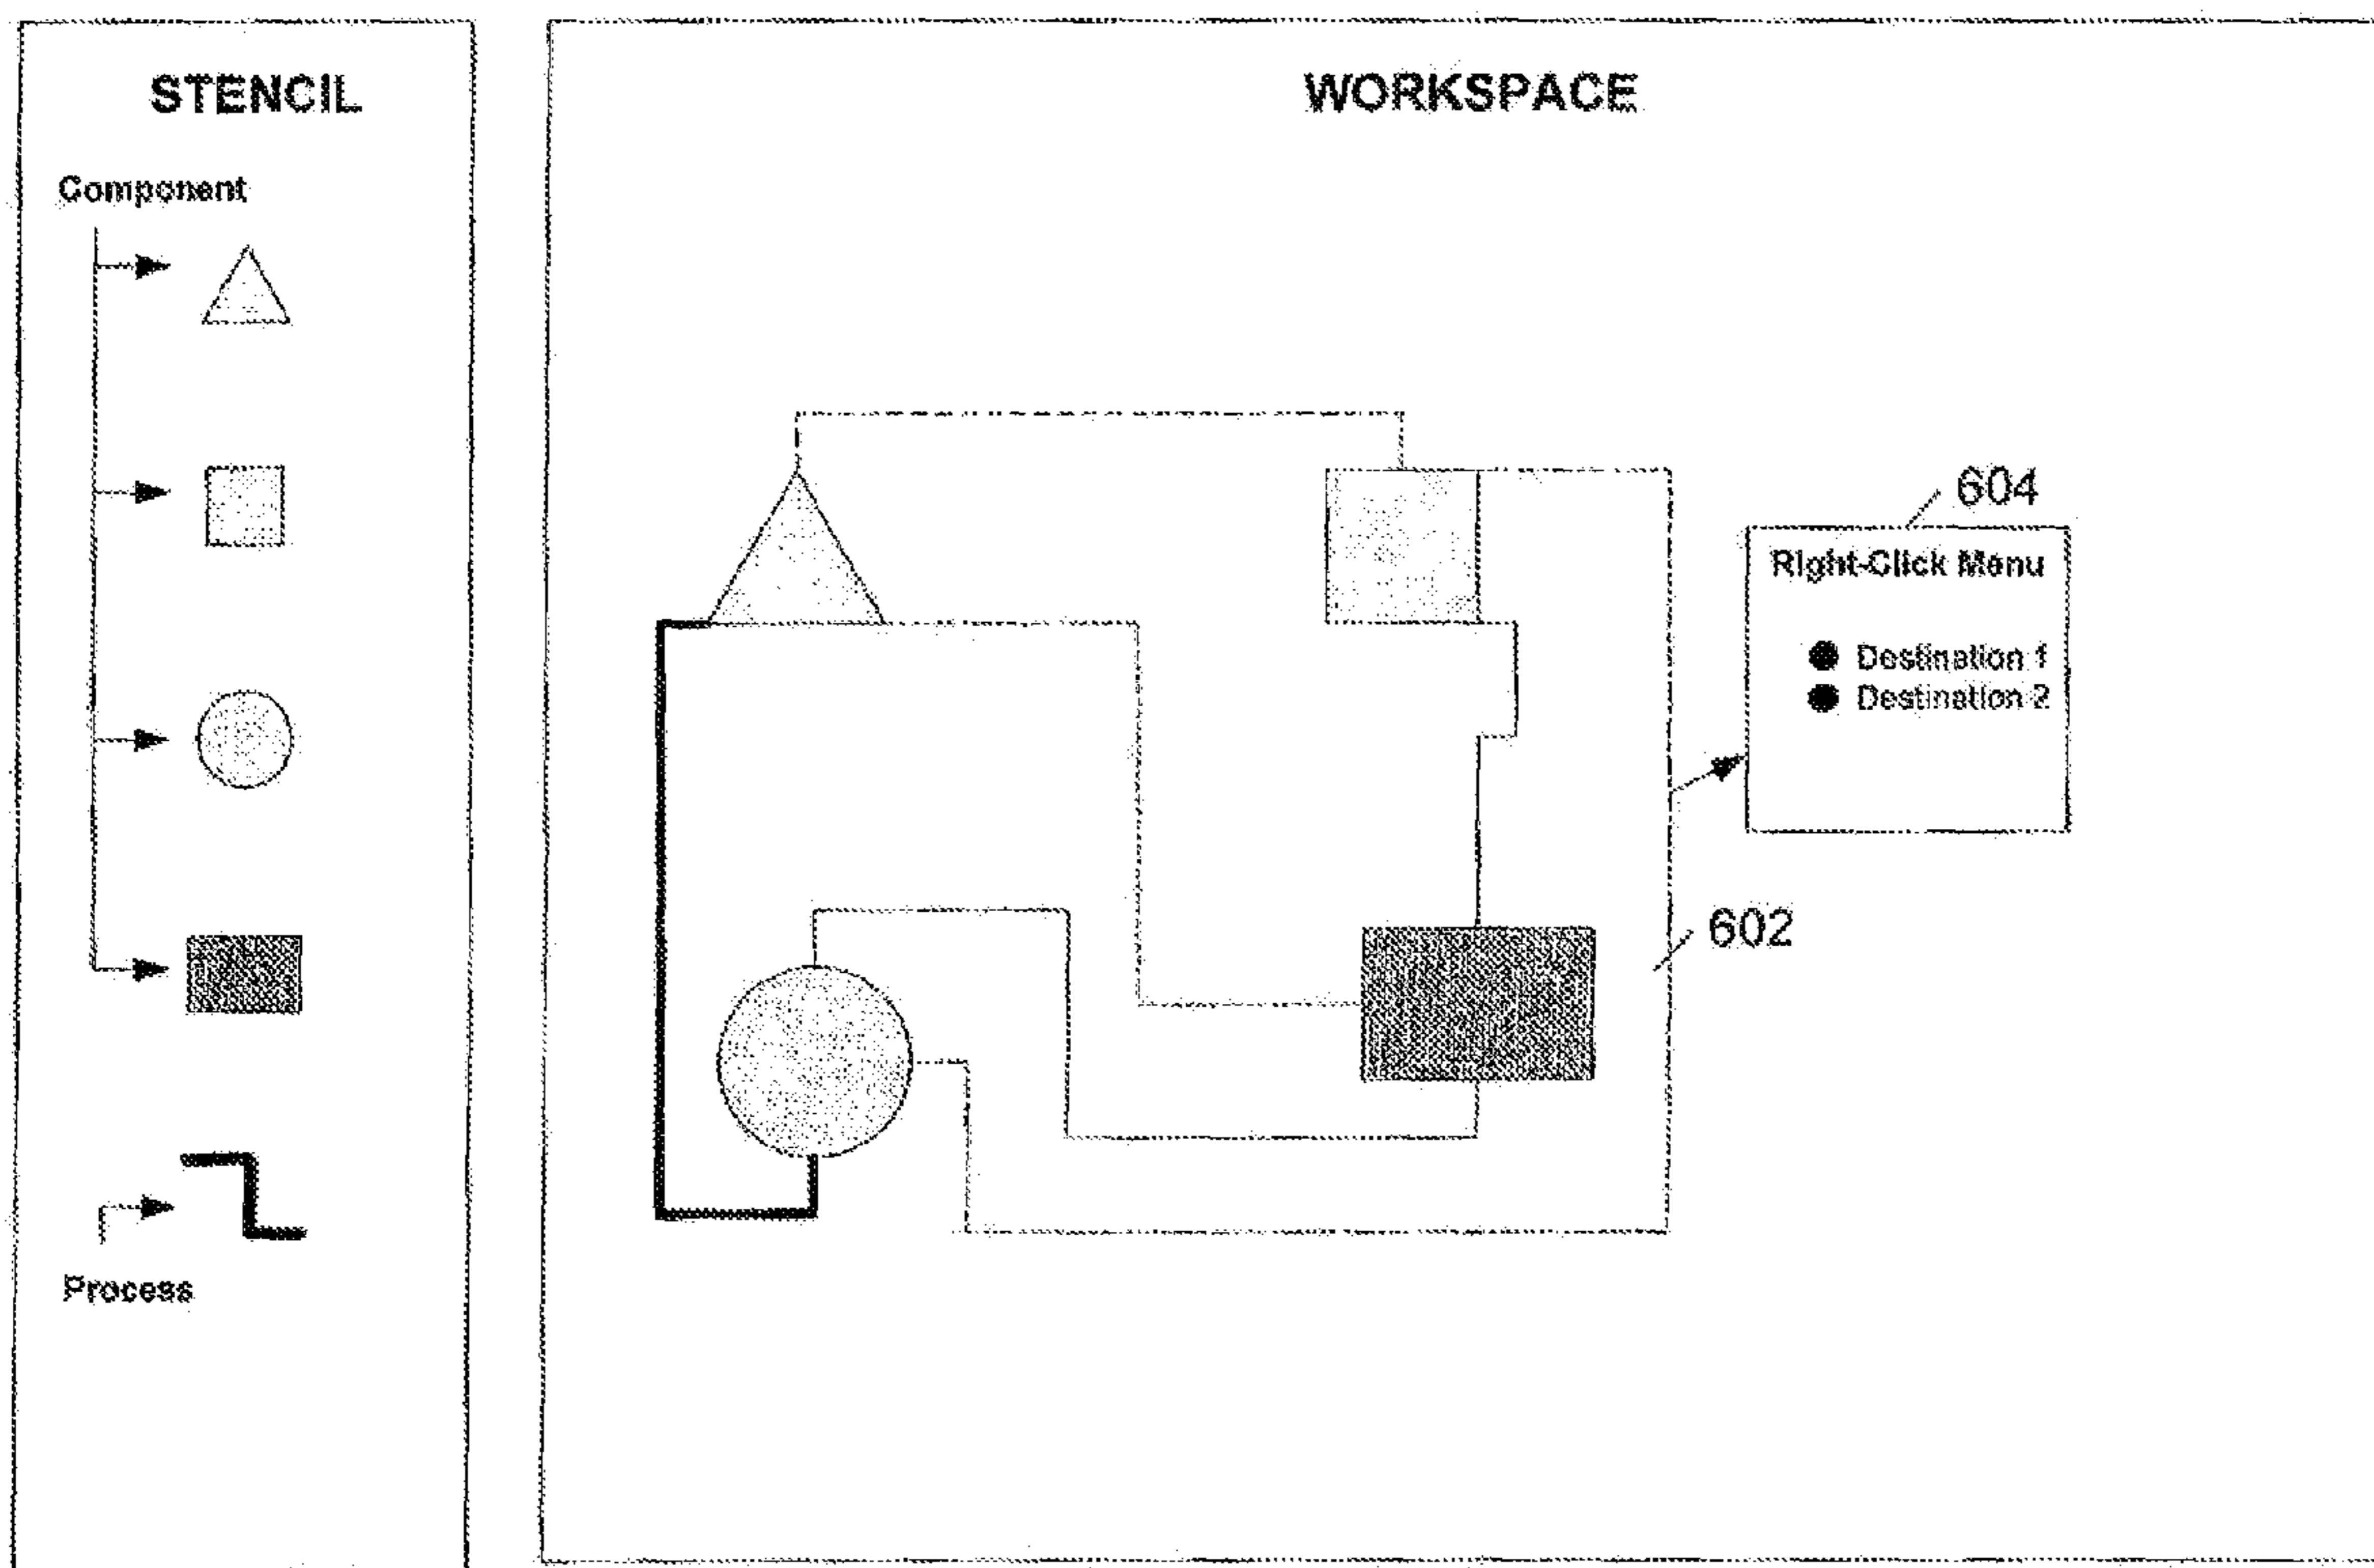 STENCIL
Component
Process
WORKSPACE
604
Right-Click Menu
Destination 1
Destination 2
602